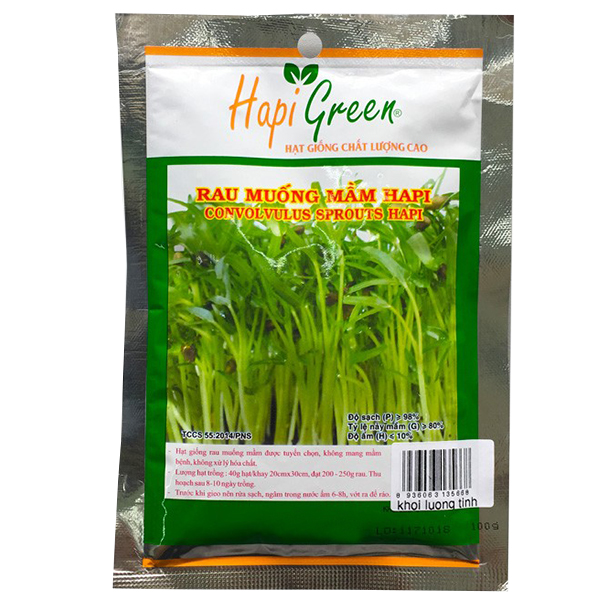 Hapi Green®
HẠT GIỐNG CHẤT LƯỢNG CAO
RAU MUỐNG MẦM HAPI
CONVOLVULUS SPROUTS HAPI
Độ sạch (P) ≥ 98%
Tỷ lệ nảy mầm (G) ≥ 80%
Độ ẩm (H) ≤ 10%
TCCS 55:2014/PNS
- Hạt giống rau muống mầm được tuyển chọn, không mang mầm
bệnh, không xử lý hóa chất.
- Lượng hạt trồng : 40g hạt/khay 20cmx30cm, đạt 200 - 250g rau. Thu
hoạch sau 8-10 ngày trồng.
- Trước khi gieo nên rửa sạch, ngâm trong nước ấm 6-8h, vớt ra để ráo
8 936063 135668
khoi luong tinh
100g